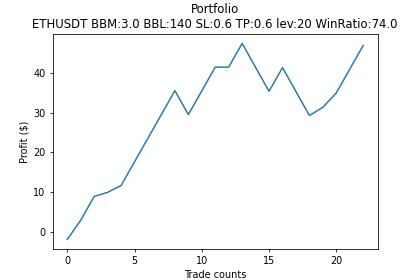 Portfolio
ETHUSDT BBM:3.0 BBL:140 SL:0.6 TP:0.6 lev:20 WinRatio:74.0
Profit ($)
40
30
20
10
0
0 5 10 15 20
Trade counts